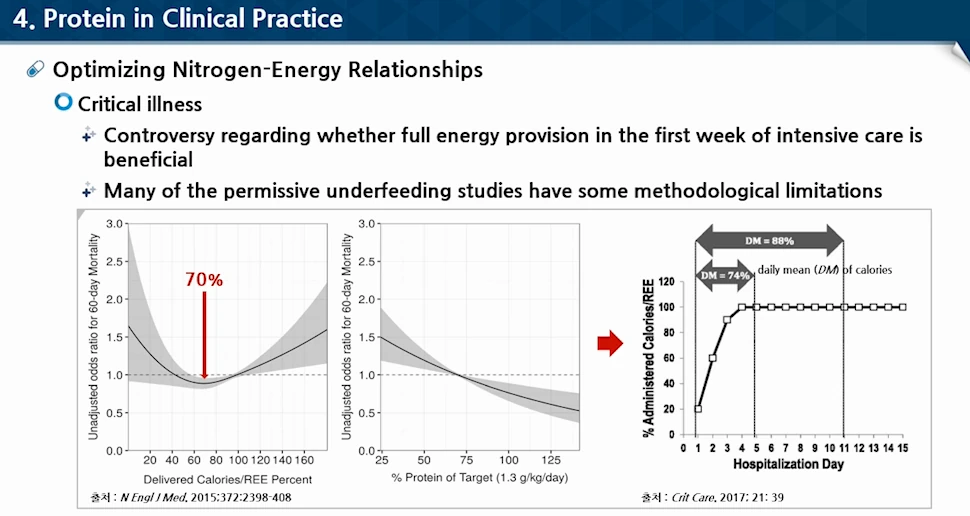 4. Protein in Clinical Practice
Optimizing Nitrogen-Energy Relationships
Critical illness
Controversy regarding whether full energy provision in the first week of intensive care is
beneficial
Many of the permissive underfeeding studies have some methodological limitations
Unadjusted odds ratio for 60-day Mortality
3.0
2.5
2.0
1.5
1.0
0.5
0.0
70%
20 40 60 80 100 120 140 160
Delivered Calories/REE Percent
출처 : N Engl J Med. 2015:372:2398-408
Unadjusted odds ratio for 60-day Mortality
3.0
2.5
2.0
1.5
1.0
0.5
0.0
25 50 75 100 125
% Protein of Target (1.3 g/kg/day)
DM = 88%
DM = 74%
daily mean (DM) of calories
% Administered Calories/REE
120
100
80
60
40
20
0
0 1 2 3 4 5 6 7 8 9 10 11 12 13 14 15
Hospitalization Day
출처 : Crit Care. 2017; 21: 39